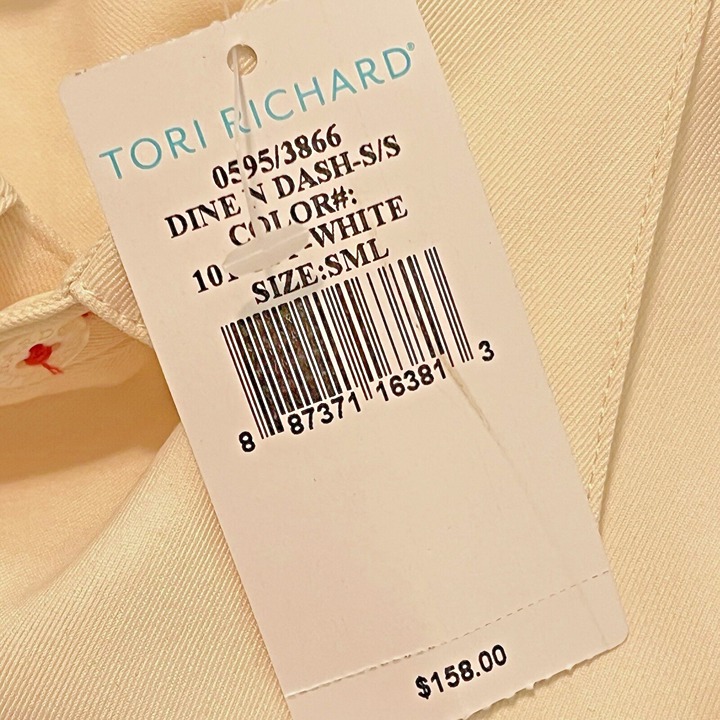 TORI RICHARD®
0595/3866
DINE N DASH-S/S
COLOR#:
-WHITE
SIZE:SML
8 87371 16381 3
$158.00